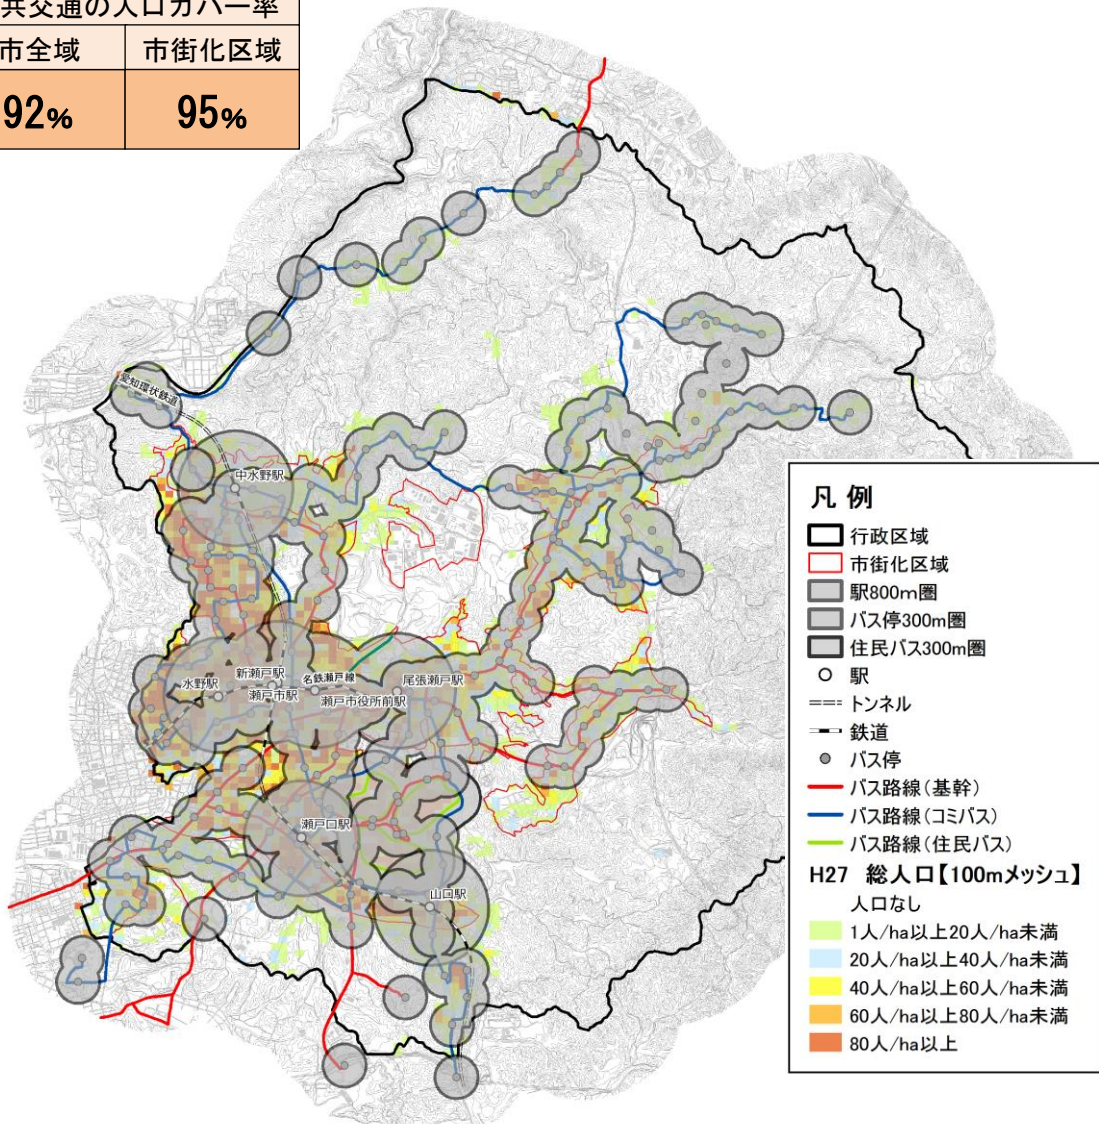 共交通の人口カバー率
市全域 市街化区域
92% 95%
愛知環状鉄道
中水野駅
新瀬戸駅
名鉄瀬戸線
尾張瀬戸駅
水野駅
瀬戸市駅
瀬戸市役所前駅
瀬戸口駅
山口駅
凡例
行政区域
市街化区域
駅800m圏
バス停300m圏
住民バス300m圏
駅
トンネル
鉄道
バス停
バス路線(基幹)
バス路線(コミバス)
バス路線(住民バス)
H27 総人口【100mメッシュ】
人口なし
1人/ha以上20人/ha未満
20人/ha以上40人/ha未満
40人/ha以上60人/ha未満
60人/ha以上80人/ha未満
80人/ha以上